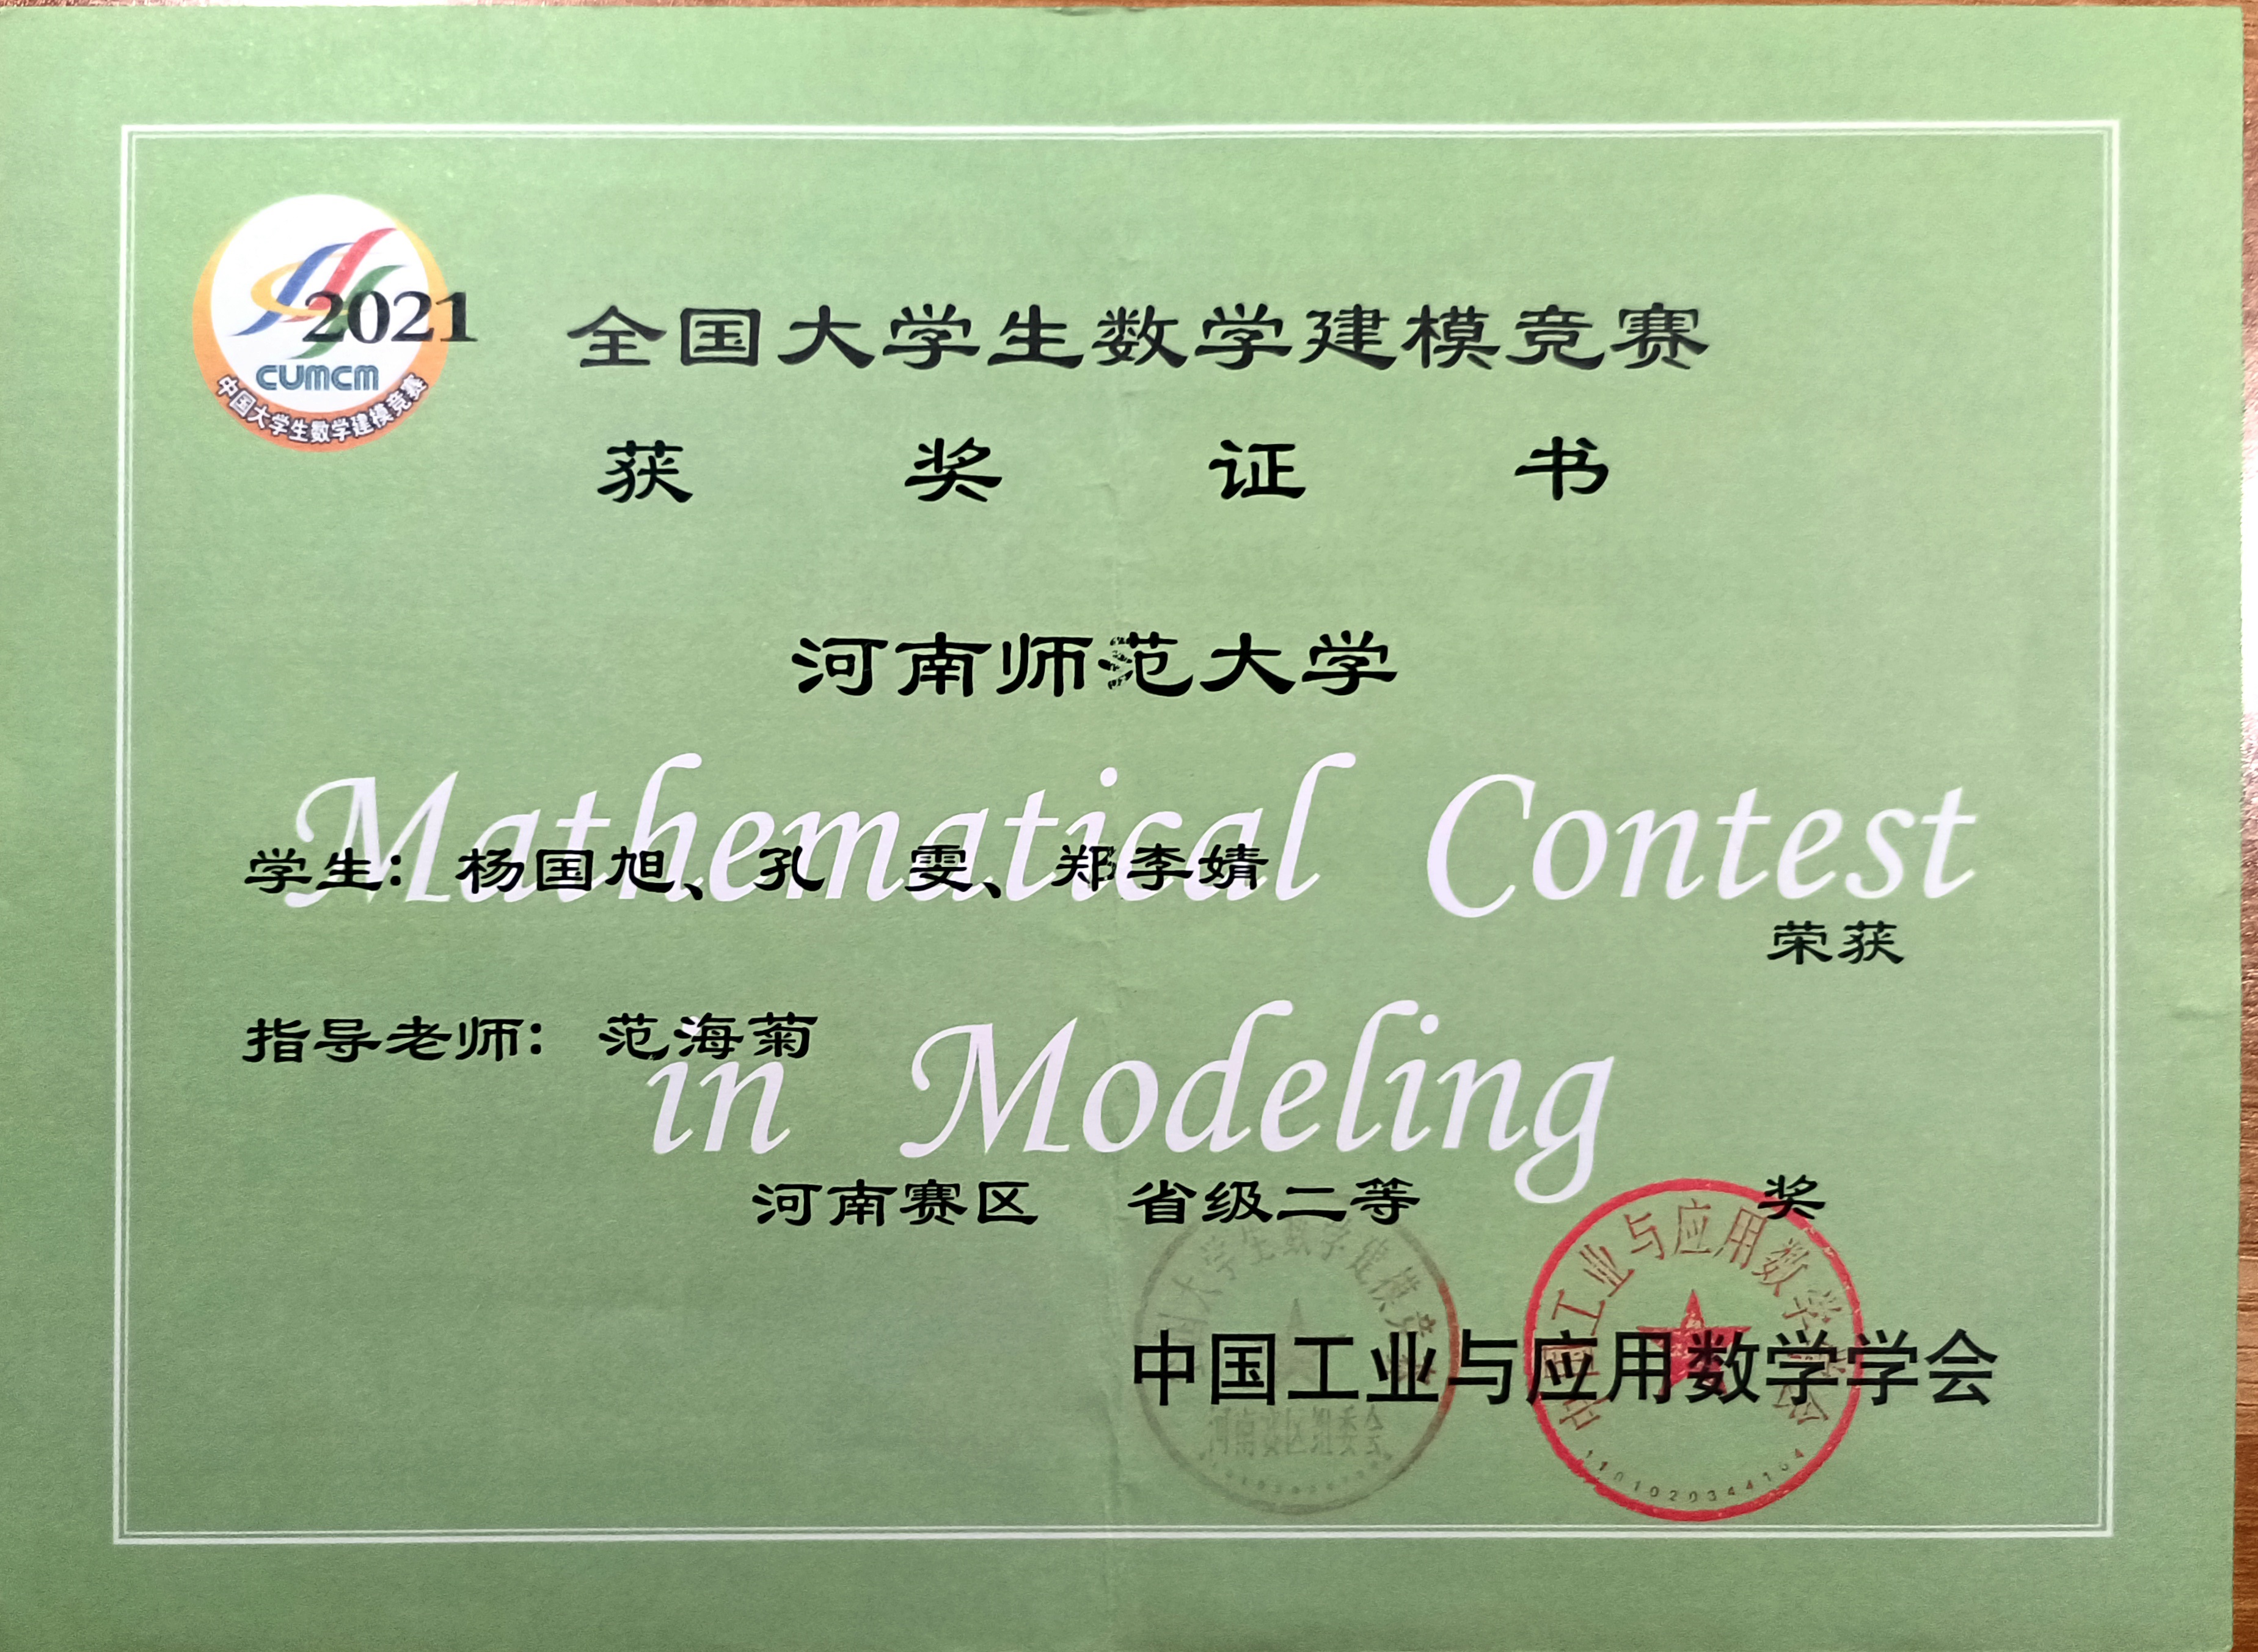 2021
CUMCM
中国大学生数学建模竞赛
全国大学生数学建模竞赛
获 奖 证 书
河南师范大学
Mathematical Contest
学生：杨国旭、孔 雯、郑李婧
荣获
指导老师：范海菊
in Modeling
河南赛区 省级二等 奖
中国工业与应用数学学会
国大学生数学建模竞
河南赛区组委会
中国工业与应用数学学会